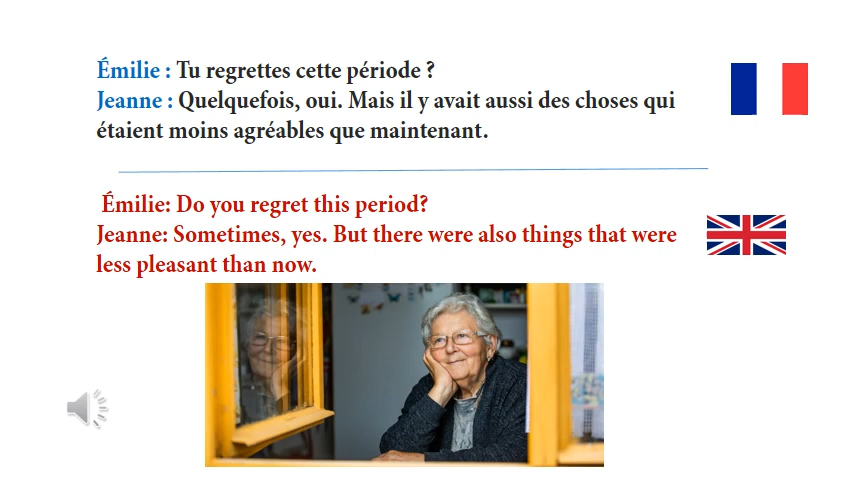 Émilie : Tu regrettes cette période ?
Jeanne : Quelquefois, oui. Mais il y avait aussi des choses qui
étaient moins agréables que maintenant.
Émilie: Do you regret this period?
Jeanne: Sometimes, yes. But there were also things that were
less pleasant than now.